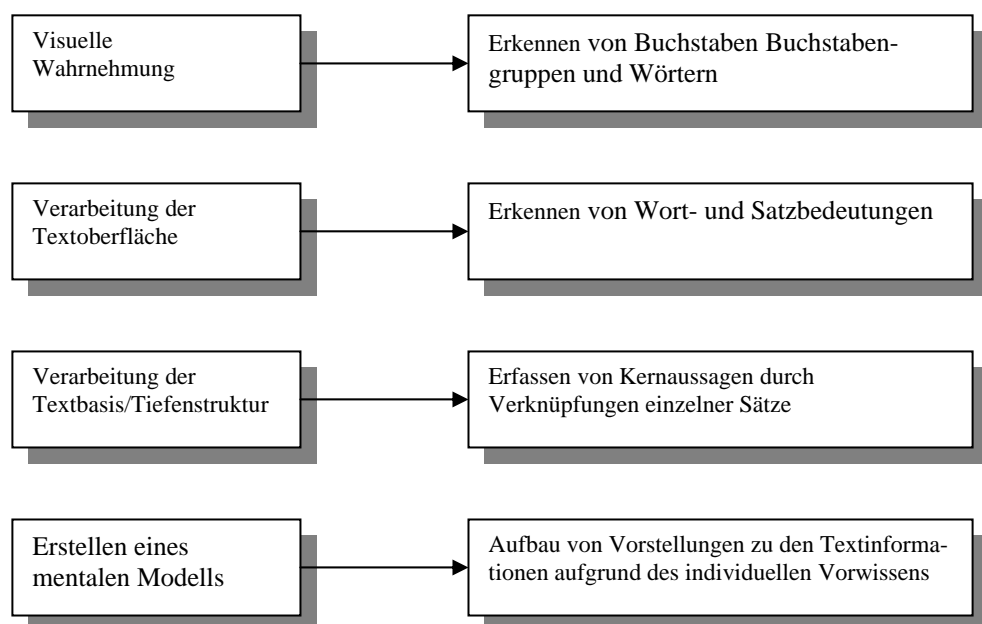 Visuelle
Wahrnehmung
Erkennen von Buchstaben Buchstaben-
gruppen und Wörtern
Verarbeitung der
Textoberfläche
Erkennen von Wort- und Satzbedeutungen
Verarbeitung der
Textbasis/Tiefenstruktur
Erfassen von Kernaussagen durch
Verknüpfungen einzelner Sätze
Erstellen eines
mentalen Modells
Aufbau von Vorstellungen zu den Textinforma-
tionen aufgrund des individuellen Vorwissens